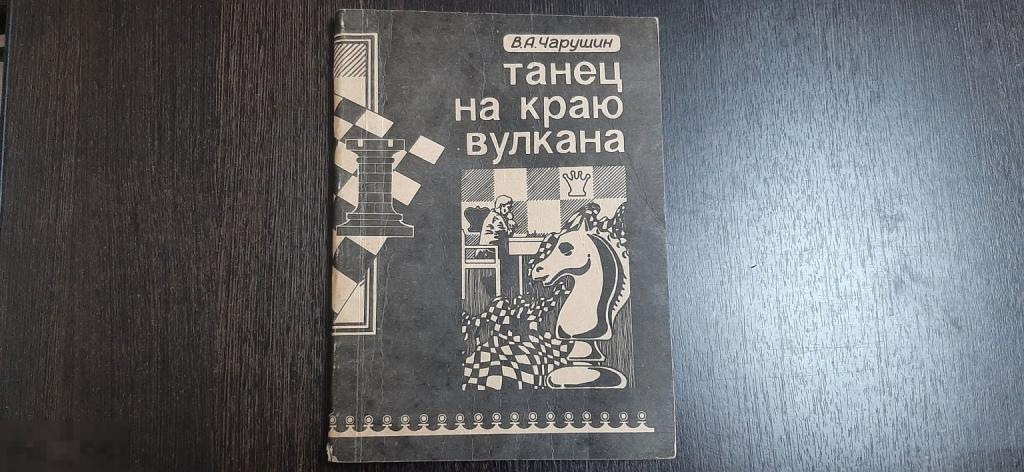 В.А.Чарушин
танец
на краю
вулкана